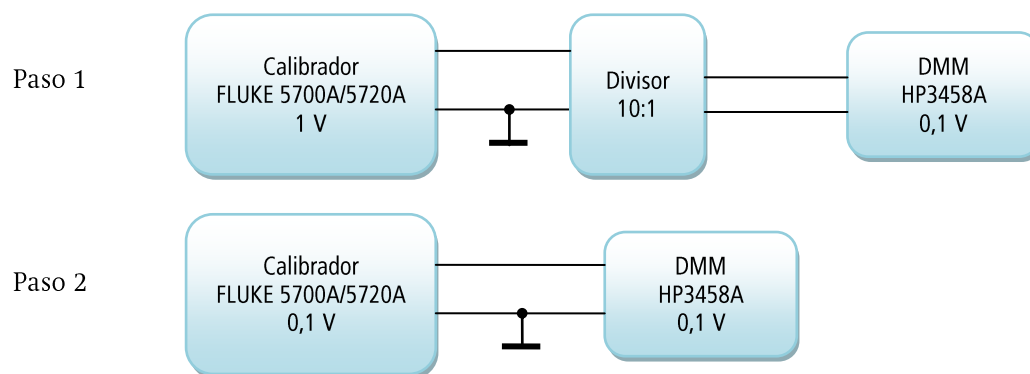 Paso 1
Calibrador
FLUKE 5700A/5720A
1 V
Divisor
10:1
DMM
HP3458A
0,1 V
Paso 2
Calibrador
FLUKE 5700A/5720A
0,1 V
DMM
HP3458A
0,1 V